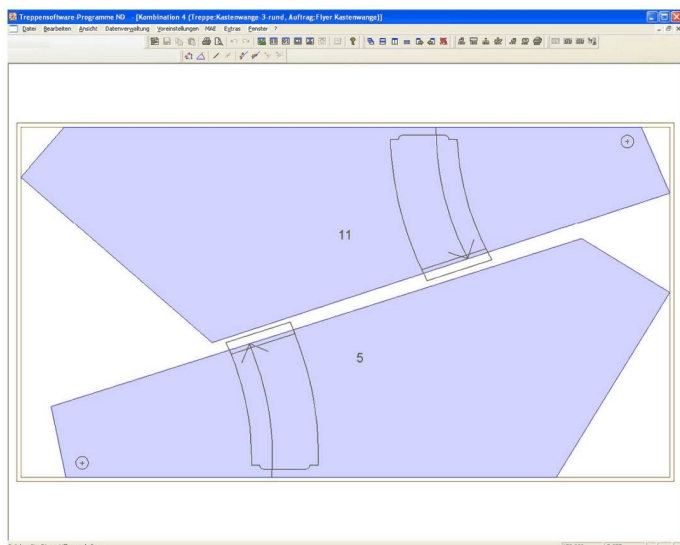 Treppensoftware-Programme ND - [Kombination 4 (Treppe:Kastenwange-3-rund, Auftrag:Flyer Kastenwange)]
Datei Bearbeiten Ansicht Datenverwaltung Voreinstellungen MAE Extras Fenster ?
11
5